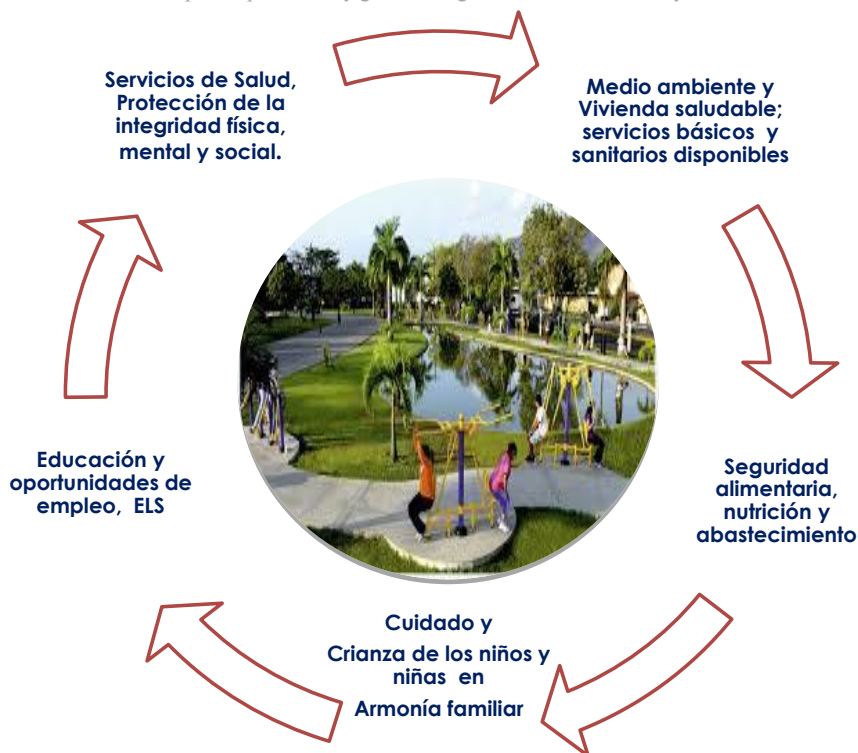 Servicios de Salud,
Protección de la
integridad física,
mental y social.
Medio ambiente y
Vivienda saludable;
servicios básicos y
sanitarios disponibles
Seguridad
alimentaria,
nutrición y
abastecimiento
Cuidado y
Crianza de los niños y
niñas en
Armonía familiar
Educación y
oportunidades de
empleo, ELS